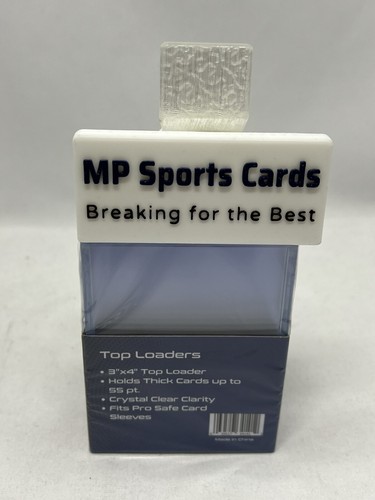 MP Sports Cards
Breaking for the Best
Top Loaders
• 3"x4" Top Loader
• Holds Thick Cards up to
55 pt.
• Crystal Clear Clarity
• Fits Pro Safe Card
Sleeves
Made in China